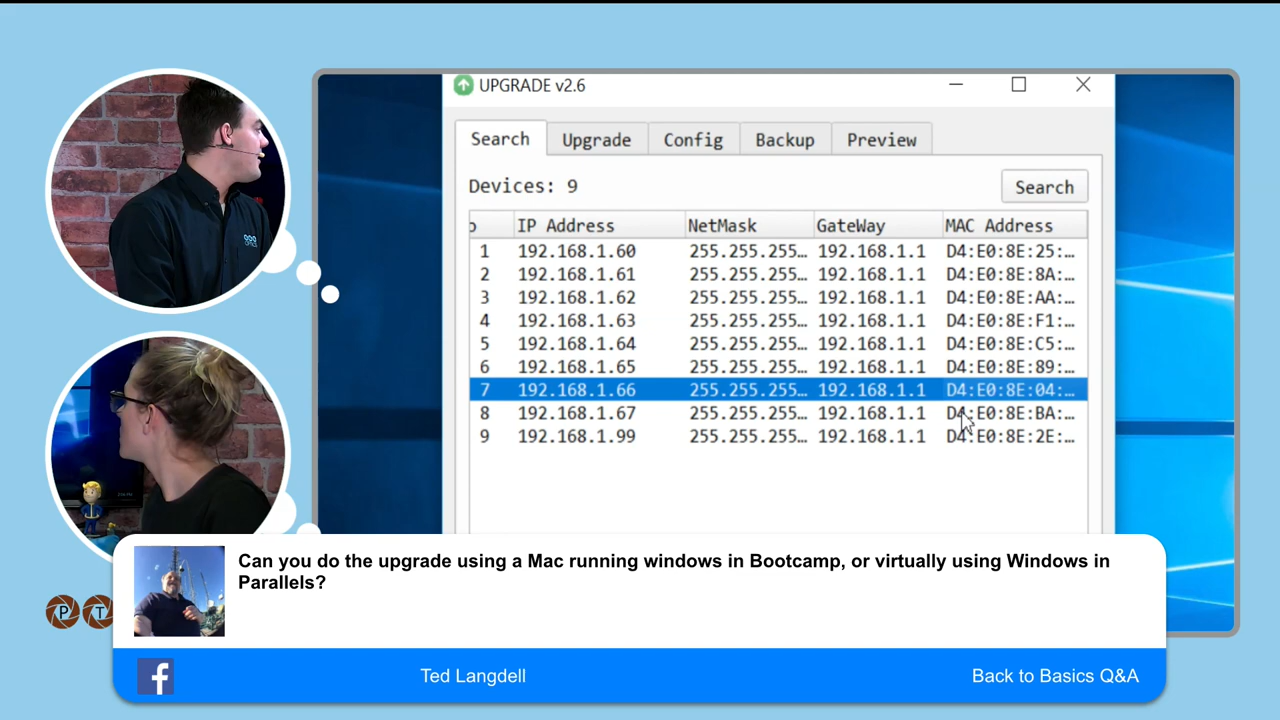 UPGRADE v2.6
Search Upgrade Config Backup Preview
Devices: 9 Search
IP Address NetMask GateWay MAC Address
1 192.168.1.60 255.255.255… 192.168.1.1 D4:E0:8E:25:…
2 192.168.1.61 255.255.255… 192.168.1.1 D4:E0:8E:8A:…
3 192.168.1.62 255.255.255… 192.168.1.1 D4:E0:8E:AA:…
4 192.168.1.63 255.255.255… 192.168.1.1 D4:E0:8E:F1:…
5 192.168.1.64 255.255.255… 192.168.1.1 D4:E0:8E:C5:…
6 192.168.1.65 255.255.255… 192.168.1.1 D4:E0:8E:89:…
7 192.168.1.66 255.255.255… 192.168.1.1 D4:E0:8E:04:…
8 192.168.1.67 255.255.255… 192.168.1.1 D4:E0:8E:BA:…
9 192.168.1.99 255.255.255… 192.168.1.1 D4:E0:8E:2E:…
P T
Can you do the upgrade using a Mac running windows in Bootcamp, or virtually using Windows in
Parallels?
f Ted Langdell Back to Basics Q&A